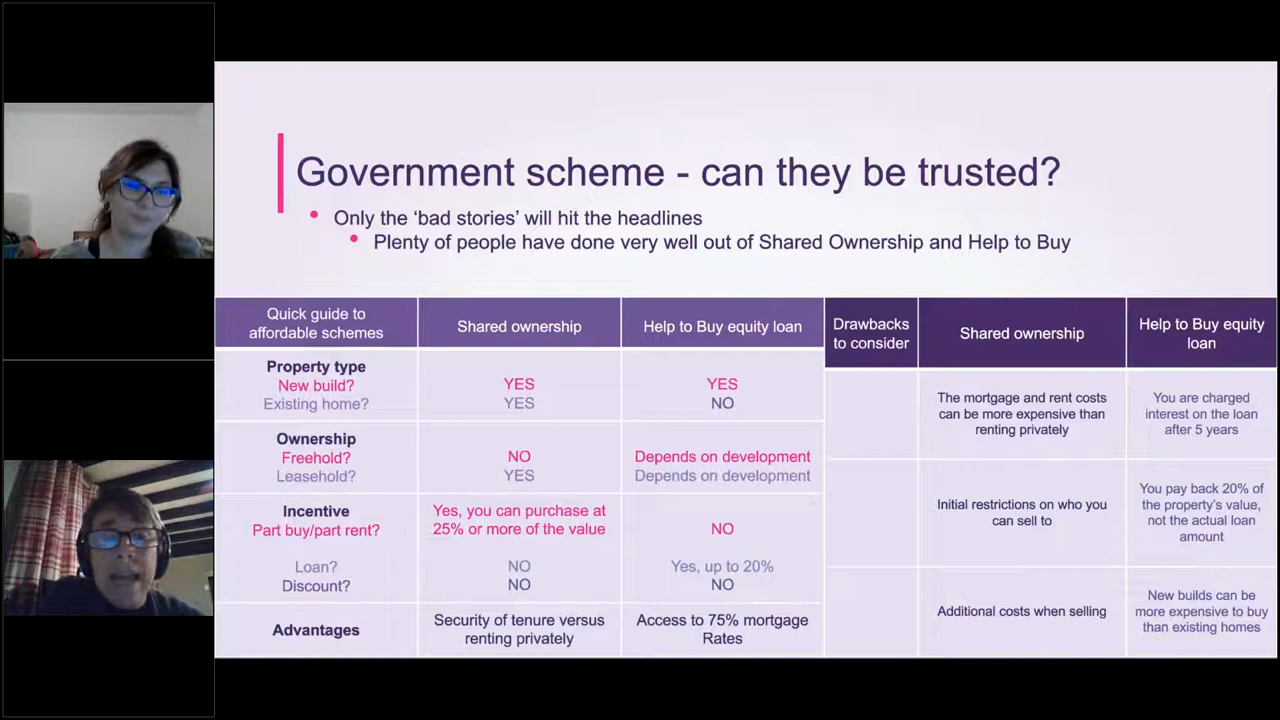 Government scheme - can they be trusted?
• Only the ‘bad stories’ will hit the headlines
• Plenty of people have done very well out of Shared Ownership and Help to Buy
Quick guide to
affordable schemes
Shared ownership
Help to Buy equity loan
Property type
New build?
YES
YES
Existing home?
YES
NO
Ownership
Freehold?
NO
Depends on development
Leasehold?
YES
Depends on development
Incentive
Part buy/part rent?
Yes, you can purchase at
25% or more of the value
NO
Loan?
NO
Yes, up to 20%
Discount?
NO
NO
Advantages
Security of tenure versus
renting privately
Access to 75% mortgage
Rates
Drawbacks
to consider
Shared ownership
Help to Buy equity
loan
The mortgage and rent costs
can be more expensive than
renting privately
You are charged
interest on the loan
after 5 years
Initial restrictions on who you
can sell to
You pay back 20% of
the property's value,
not the actual loan
amount
Additional costs when selling
New builds can be
more expensive to buy
than existing homes